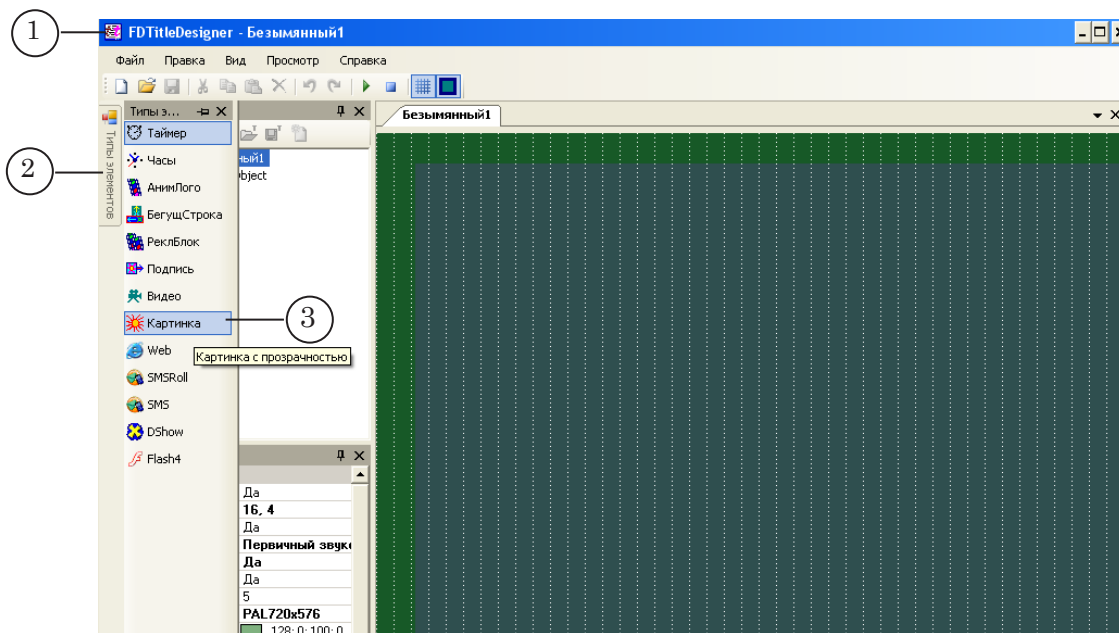 1
FDTitleDesigner - Безымянный1
Файл Правка Вид Просмотр Справка
Типы э...
Безымянный1
2
Типы элементов
Таймер
ный1
Часы
bject
АнимЛого
БегущСтрока
РеклБлок
Подпись
Видео
Картинка
3
Web
Картинка с прозрачностью
SMSRoll
SMS
DShow
Flash4
Да
16, 4
Да
Первичный звук
Да
Да
5
PAL720x576
128; 0; 100; 0